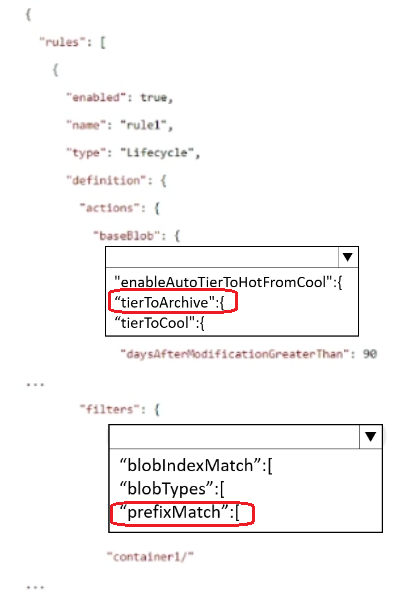 {
"rules": [
{
"enabled": true,
"name": "rule1",
"type": "Lifecycle",
"definition": {
"actions": {
"baseBlob": {
"enableAutoTierToHotFromCool":{
“tierToArchive":{
“tierToCool":{
"daysAfterModificationGreaterThan": 90
...
"filters": {
“blobIndexMatch”:[
“blobTypes”:[
“prefixMatch”:[
"container1/"
...